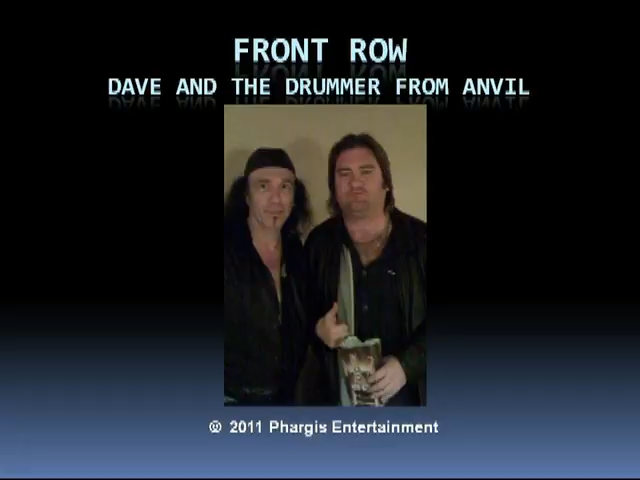 FRONT ROW
DAVE AND THE DRUMMER FROM ANVIL
© 2011 Phargis Entertainment